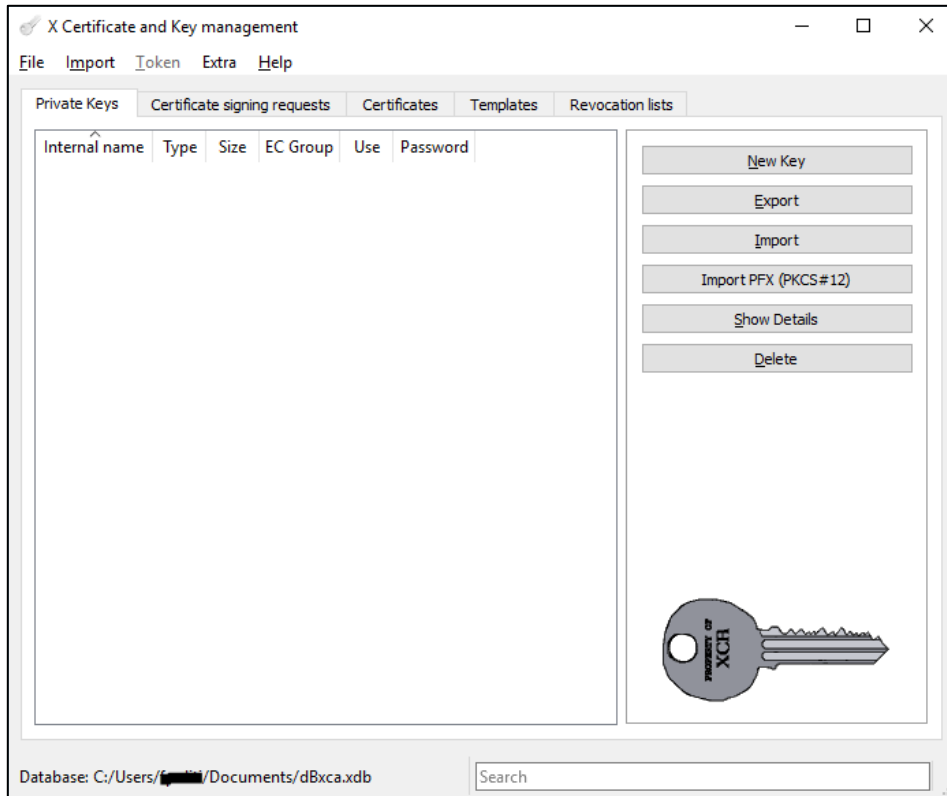 X Certificate and Key management
File Import Token Extra Help
Private Keys Certificate signing requests Certificates Templates Revocation lists
Internal name Type Size EC Group Use Password
New Key
Export
Import
Import PFX (PKCS#12)
Show Details
Delete
PROPERTY OF
XCA
Database: C:/Users/ /Documents/dBxca.xdb
Search